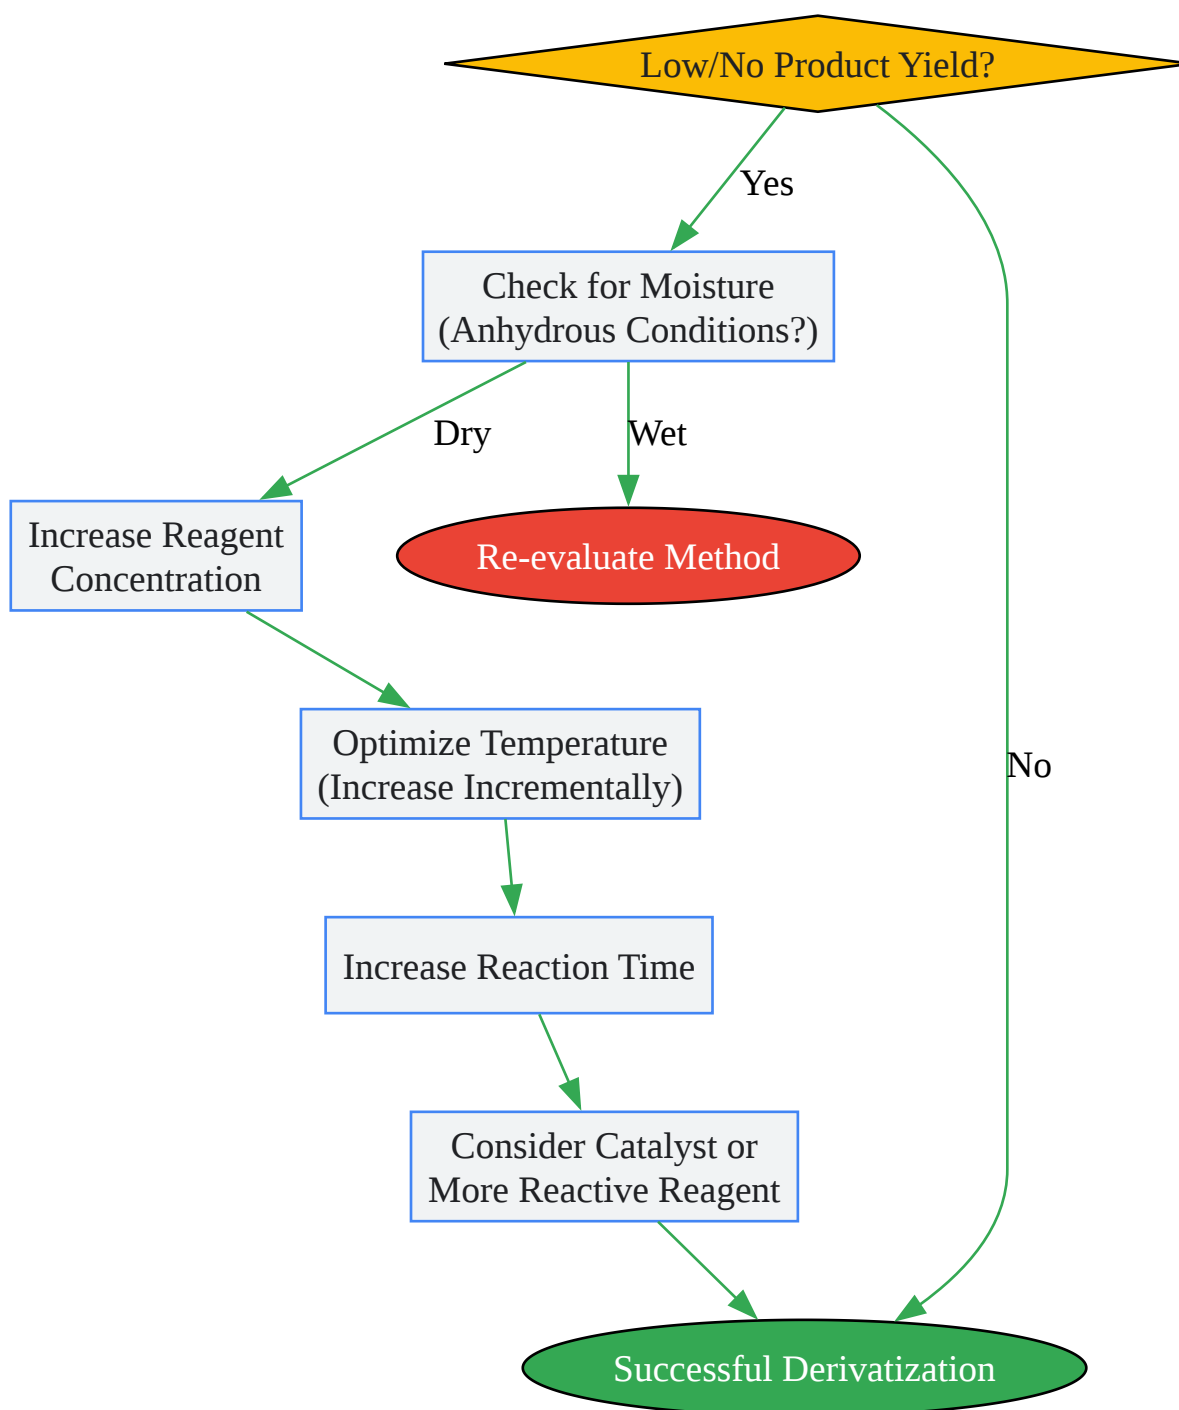 Low/No Product Yield?
Yes
Check for Moisture
(Anhydrous Conditions?)
Dry
Wet
Increase Reagent
Concentration
Re-evaluate Method
Optimize Temperature
(Increase Incrementally)
No
Increase Reaction Time
Consider Catalyst or
More Reactive Reagent
Successful Derivatization